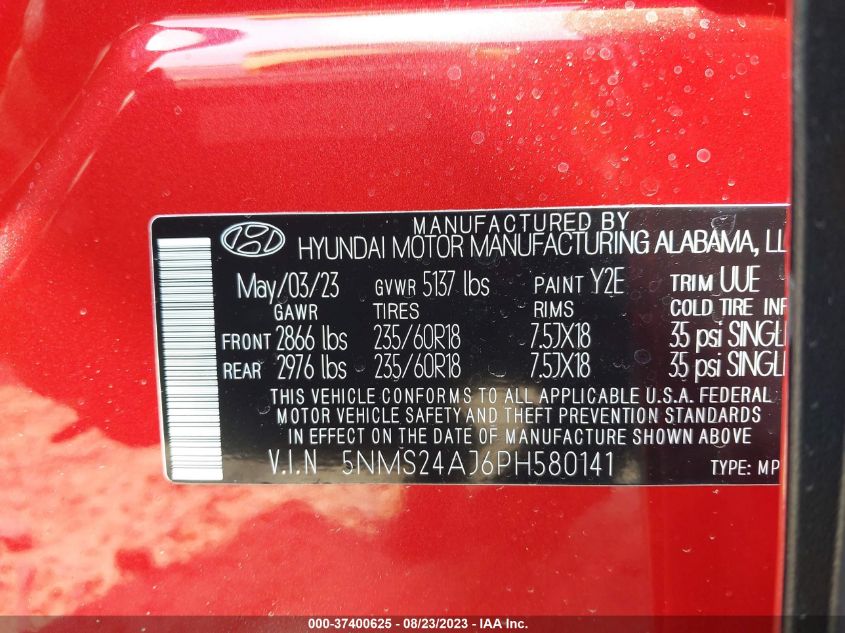 MANUFACTURED BY
HYUNDAI MOTOR MANUFACTURING ALABAMA, LL
May/03/23 GVWR 5137 lbs PAINT Y2E TRIM UUE
GAWR TIRES RIMS COLD TIRE INF
FRONT 2866 lbs 235/60R18 7.5JX18 35 psi SINGL
REAR 2976 lbs 235/60R18 7.5JX18 35 psi SINGL
THIS VEHICLE CONFORMS TO ALL APPLICABLE U.S.A. FEDERAL
MOTOR VEHICLE SAFETY AND THEFT PREVENTION STANDARDS
IN EFFECT ON THE DATE OF MANUFACTURE SHOWN ABOVE
V.I.N 5NMS24AJ6PH580141 TYPE: MP
000-37400625 - 08/23/2023 - IAA Inc.